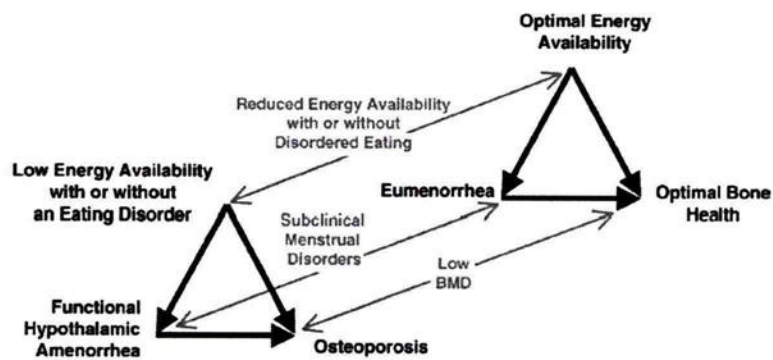 Optimal Energy
Availability
Reduced Energy Availability
with or without
Disordered Eating
Low Energy Availability
with or without
an Eating Disorder
Eumenorrhea
Optimal Bone
Health
Subclinical
Menstrual
Disorders
Low
BMD
Functional
Hypothalamic
Amenorrhea
Osteoporosis